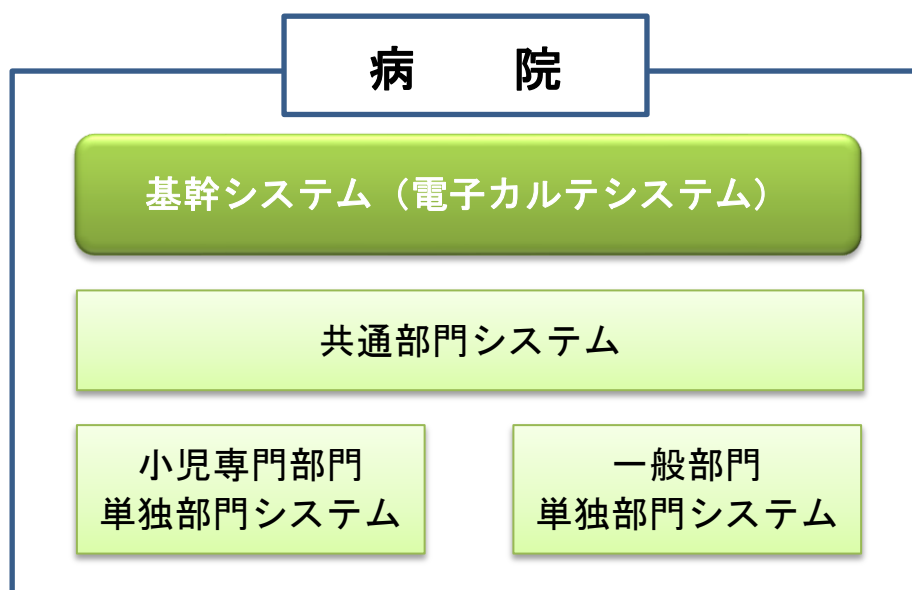 病　　院
基幹システム（電子カルテシステム）
共通部門システム
小児専門部門
単独部門システム
一般部門
単独部門システム